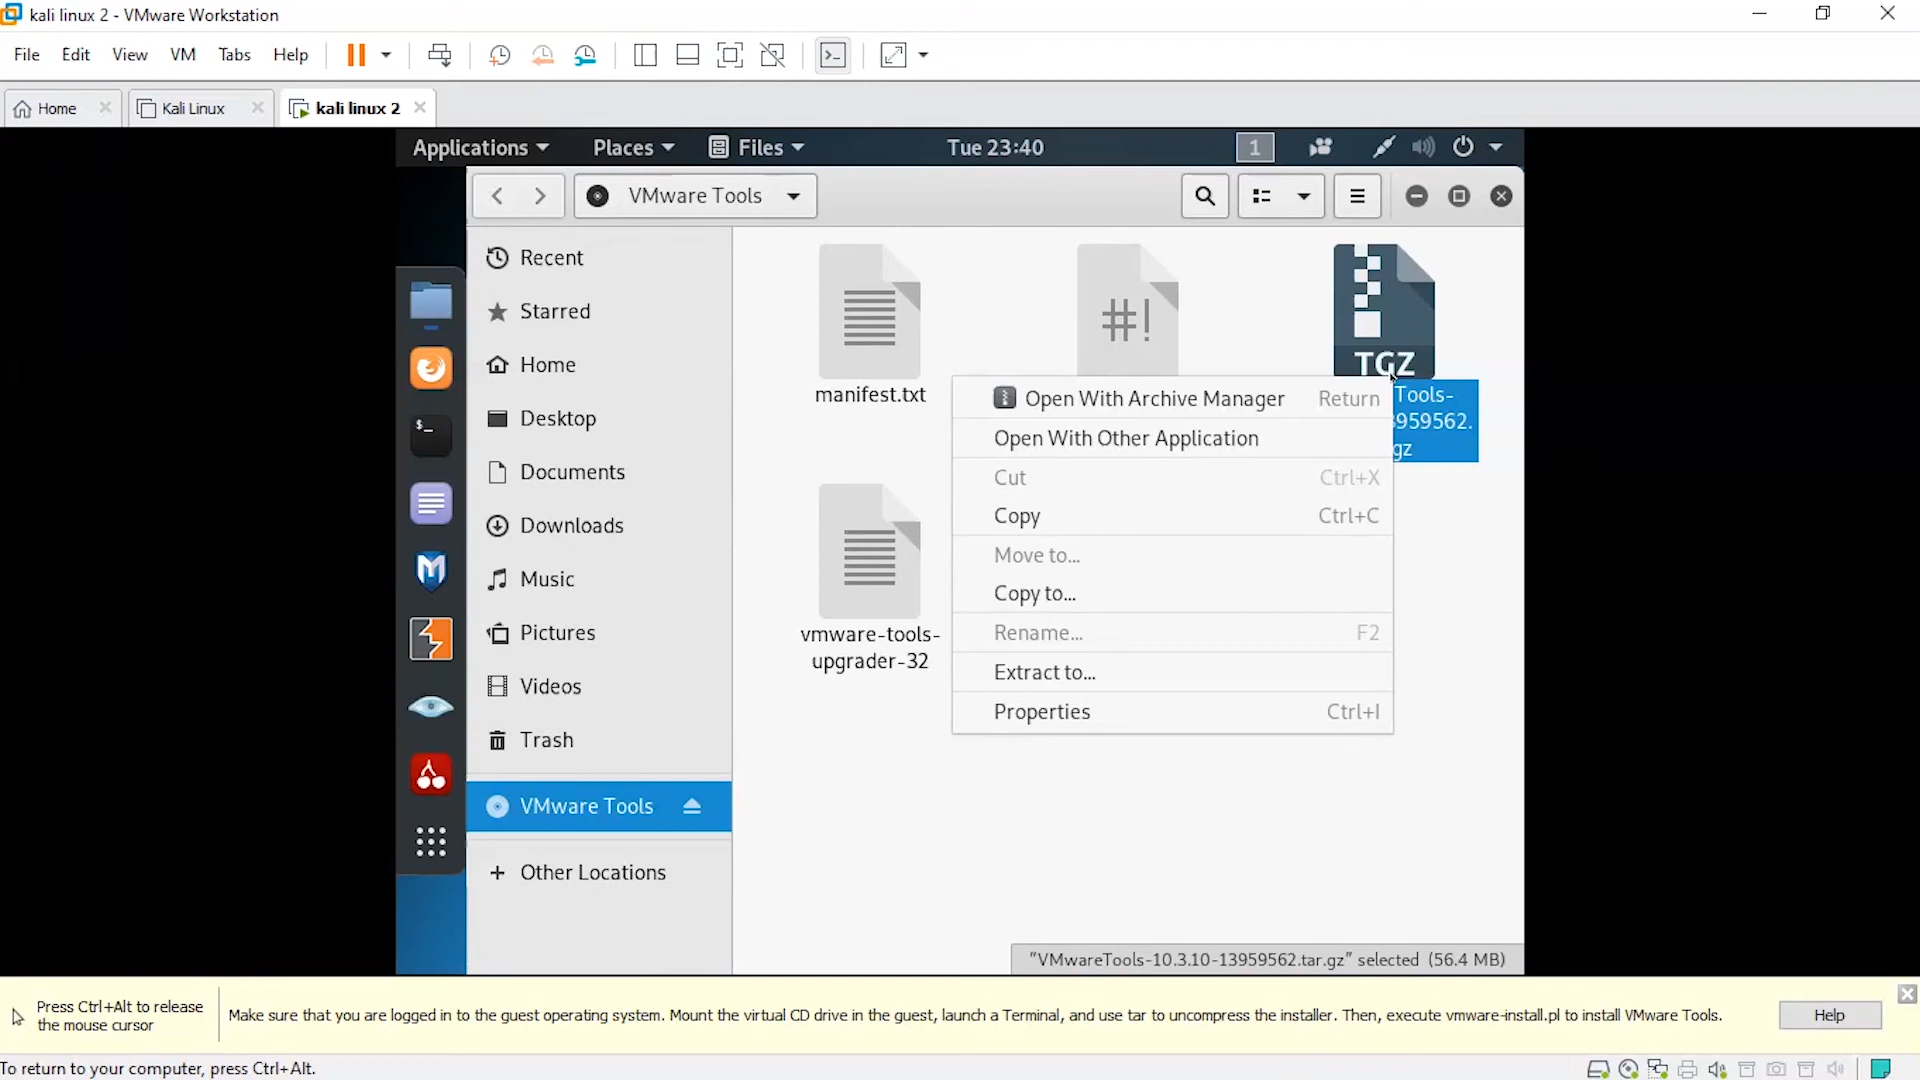 kali linux 2 - VMware Workstation
File Edit View VM Tabs Help
Home Kali Linux kali linux 2
Applications Places Files Tue 23:40 1
VMware Tools
Recent
Starred
Home
Desktop
Documents
Downloads
Music
Pictures
Videos
Trash
VMware Tools
Other Locations
manifest.txt
#!
TGZ
Tools-
959562.
gz
vmware-tools-
upgrader-32
Open With Archive Manager Return
Open With Other Application
Cut Ctrl+X
Copy Ctrl+C
Move to...
Copy to...
Rename... F2
Extract to...
Properties Ctrl+I
"VMwareTools-10.3.10-13959562.tar.gz" selected (56.4 MB)
Press Ctrl+Alt to release
the mouse cursor
Make sure that you are logged in to the guest operating system. Mount the virtual CD drive in the guest, launch a Terminal, and use tar to uncompress the installer. Then, execute vmware-install.pl to install VMware Tools.
Help
To return to your computer, press Ctrl+Alt.